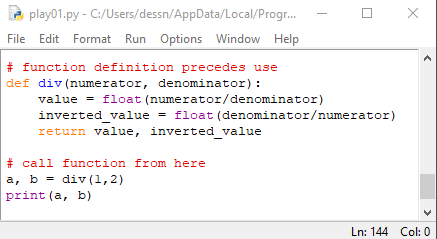 play01.py - C:/Users/dessn/AppData/Local/Progr...
File Edit Format Run Options Window Help
# function definition precedes use
def div(numerator, denominator):
    value = float(numerator/denominator)
    inverted_value = float(denominator/numerator)
    return value, inverted_value
# call function from here
a, b = div(1,2)
print(a, b)
Ln: 144 Col: 0